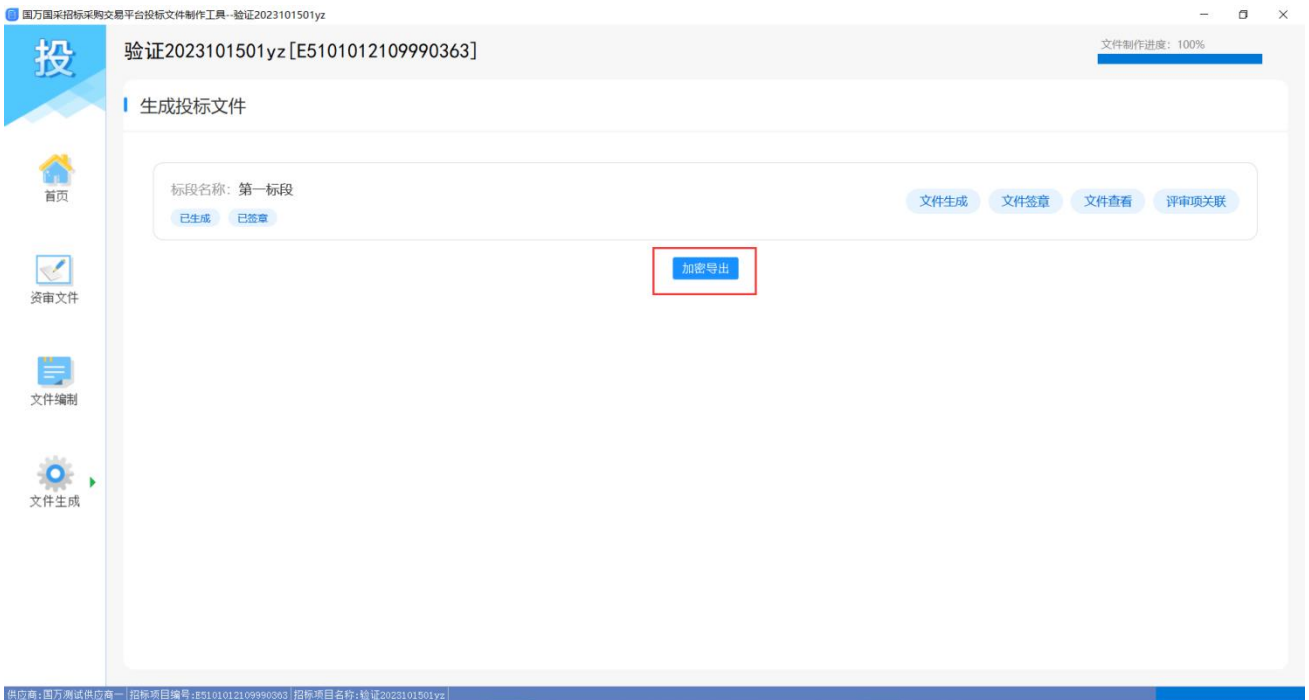 国万国采招标采购交易平台投标文件制作工具--验证2023101501yz
投
验证2023101501yz[E5101012109990363]
文件制作进度：100%
生成投标文件
首页
标段名称：第一标段
已生成 已签章
文件生成 文件签章 文件查看 评审项关联
加密导出
资审文件
文件编制
文件生成
供应商:国万测试供应商一 招标项目编号:E5101012109990363 招标项目名称:验证2023101501yz